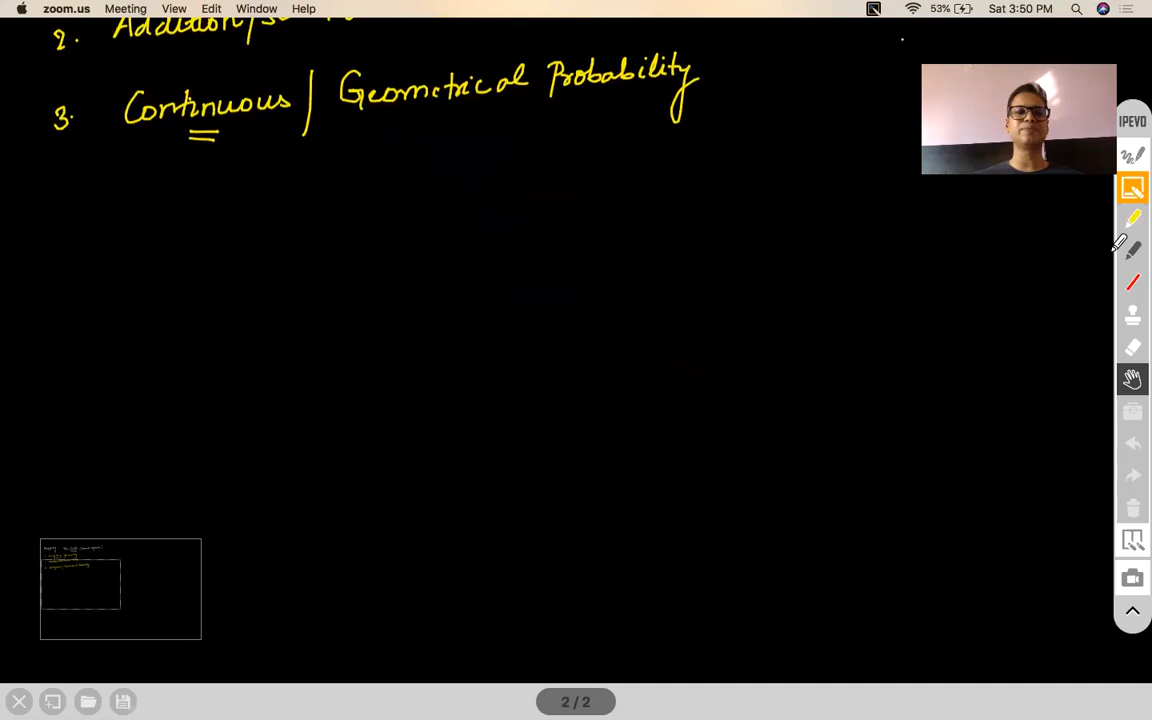 zoom.us Meeting View Edit Window Help 53% Sat 3:50 PM
2. Addition/
3. Continuous / Geometrical Probability
IPEVO
2 / 2